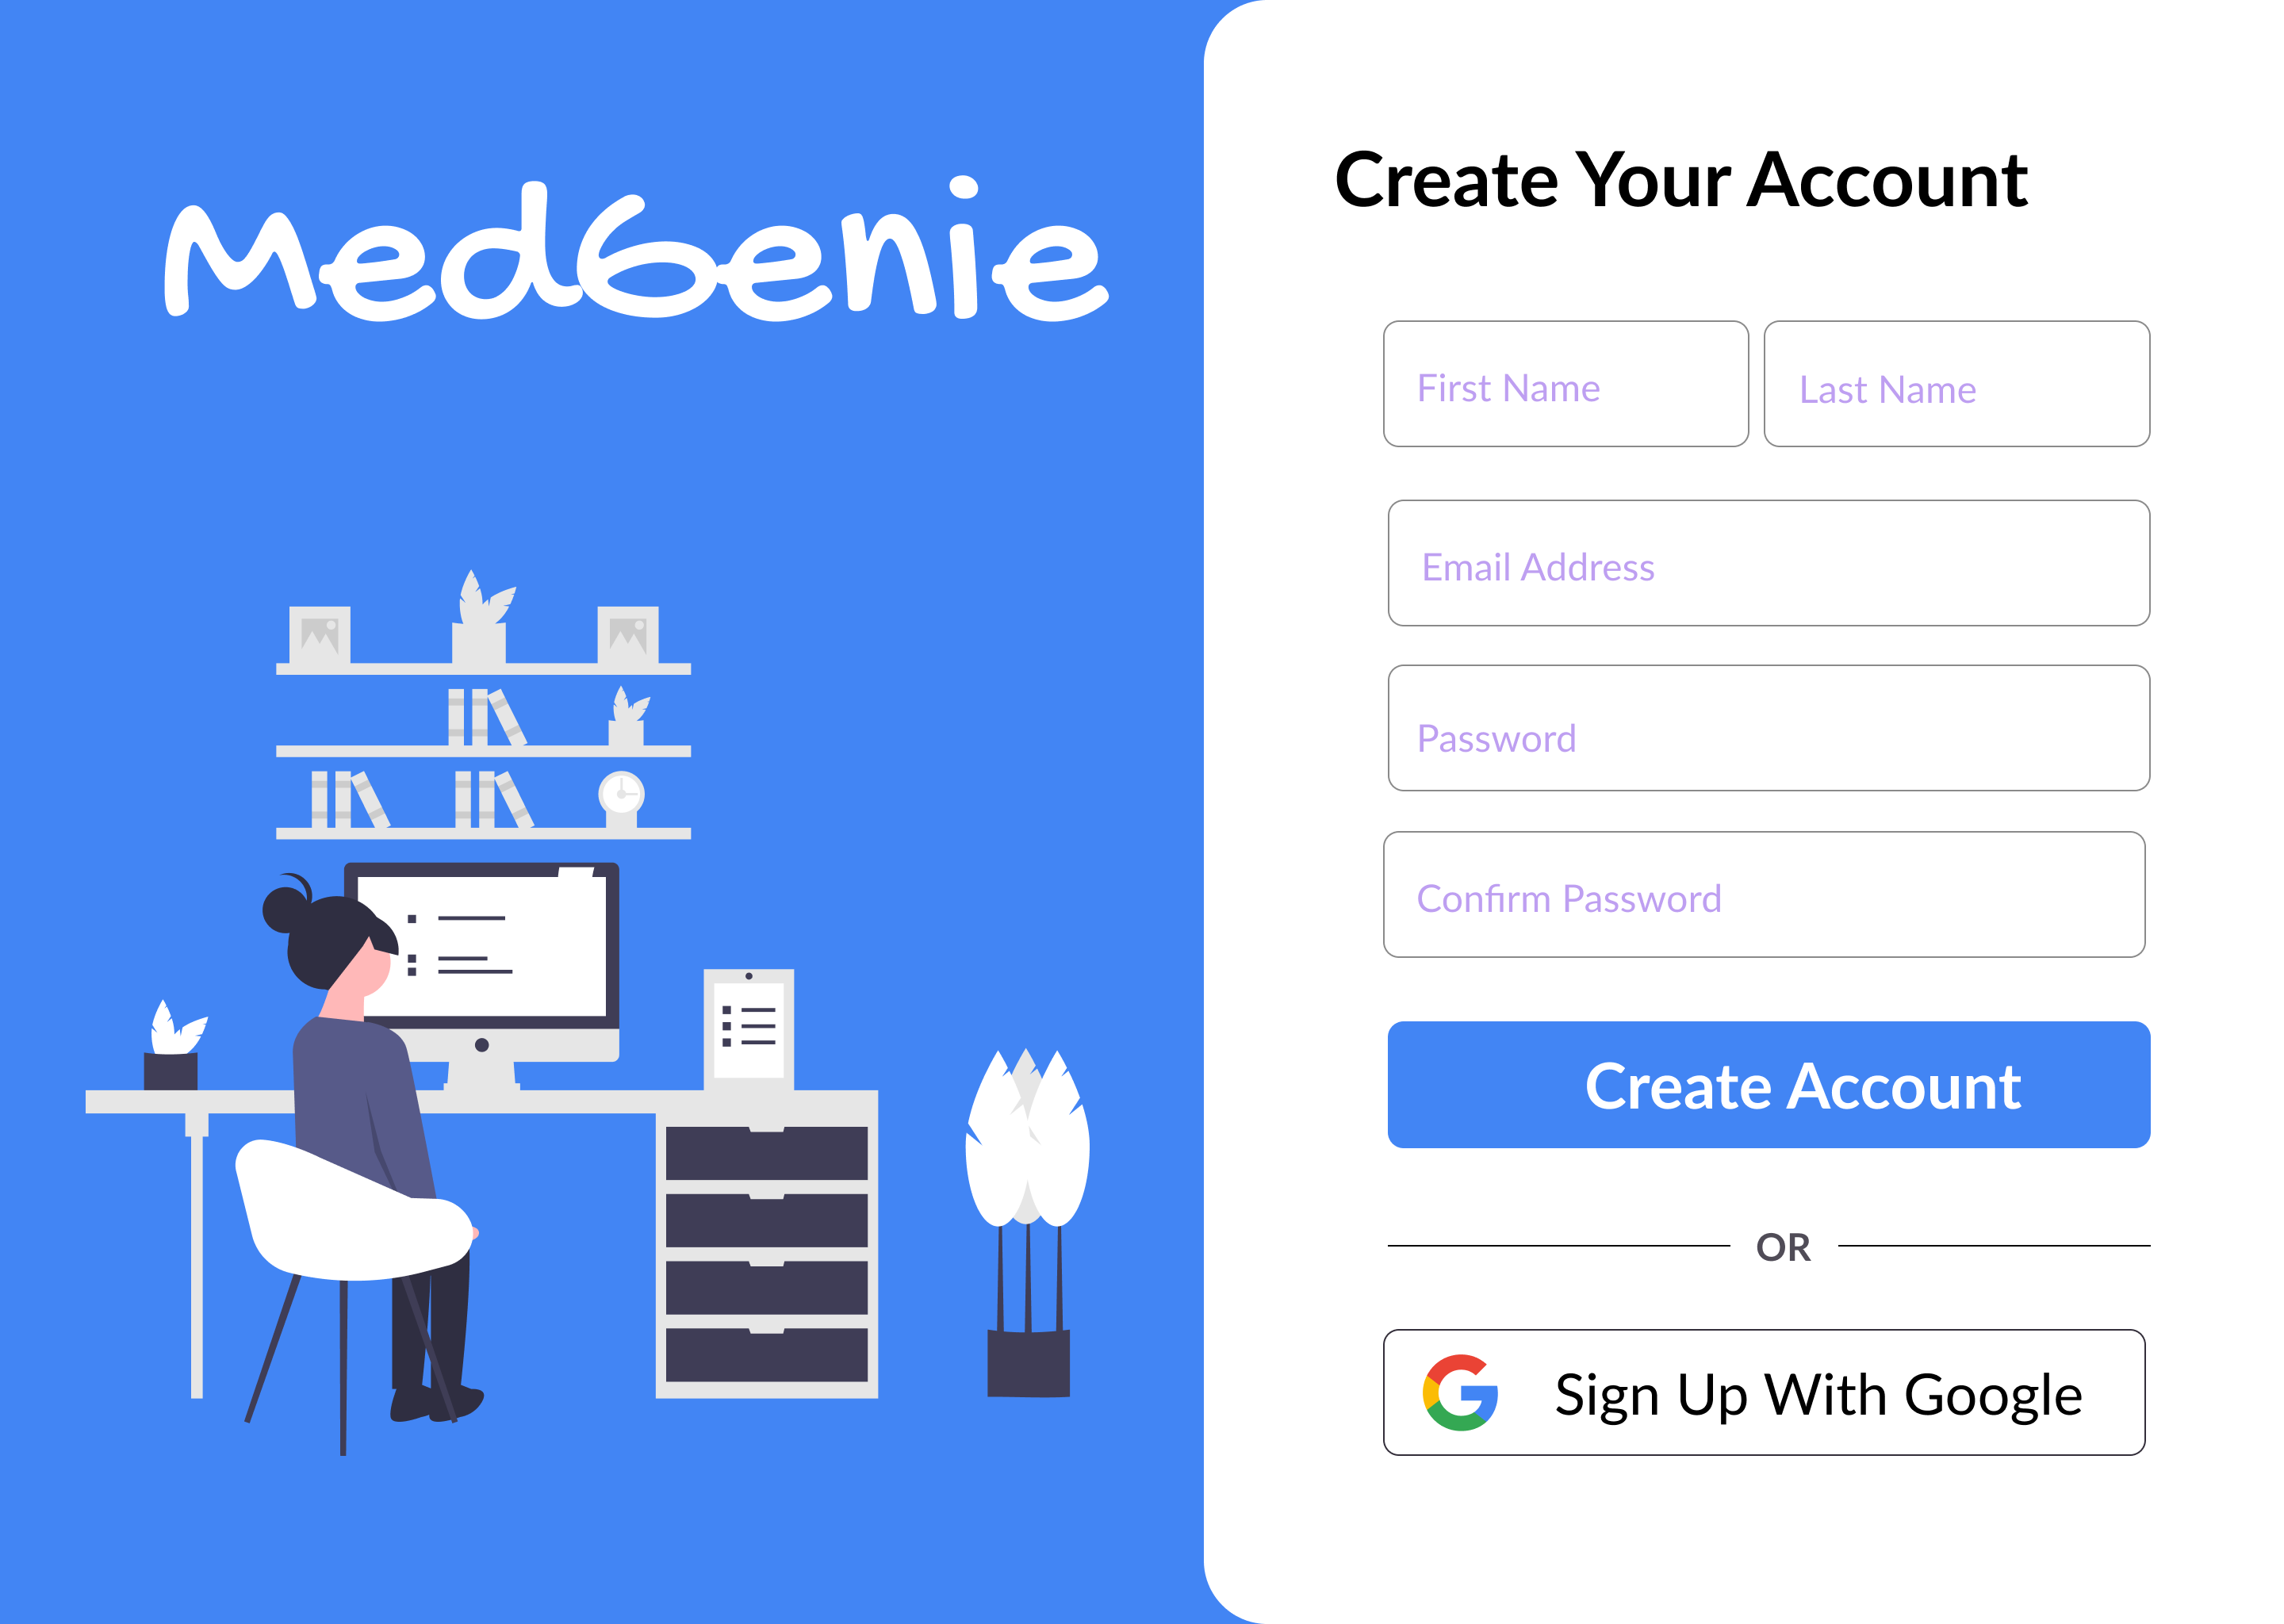 MedGenie
Create Your Account
First Name
Last Name
Email Address
Password
Confirm Password
Create Account
OR
Sign Up With Google